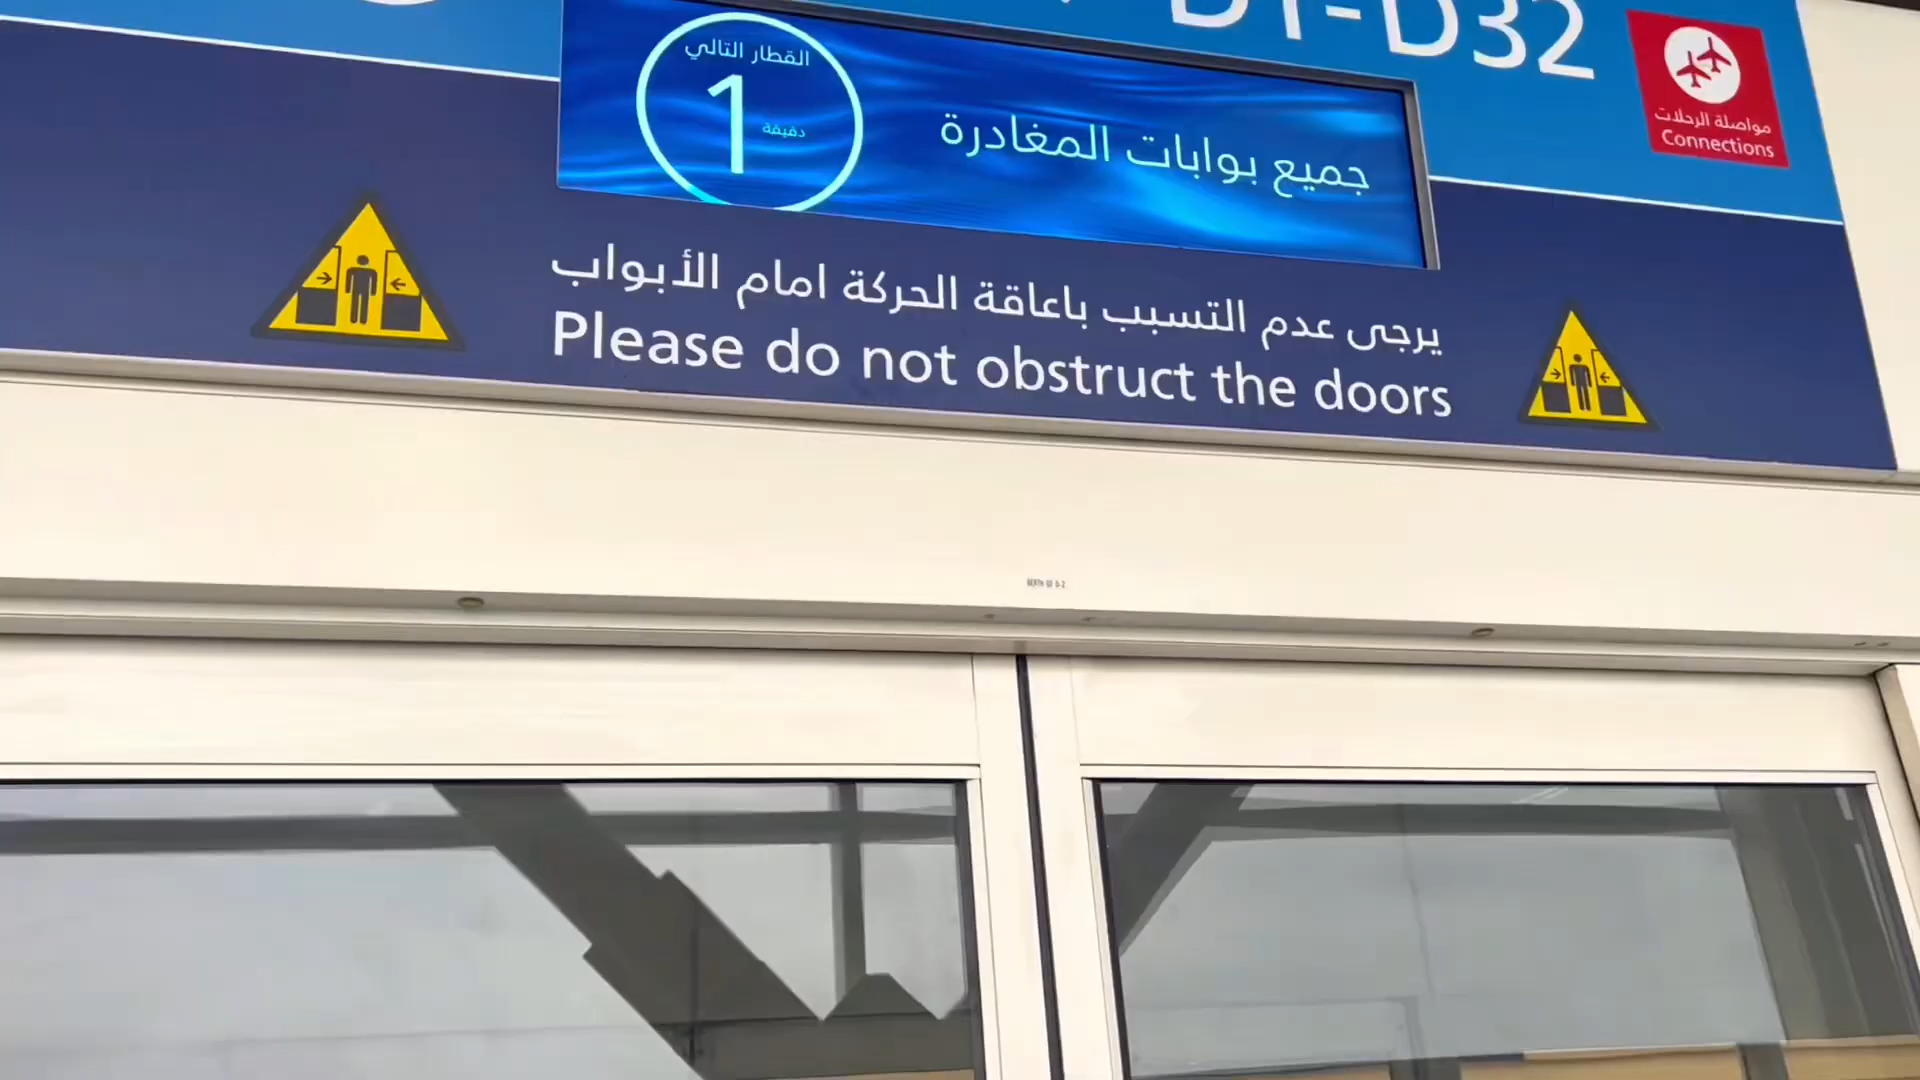 D1-D32
القطار التالي
1
دقيقة
جميع بوابات المغادرة
مواصلة الرحلات
Connections
يرجى عدم التسبب باعاقة الحركة امام الأبواب
Please do not obstruct the doors